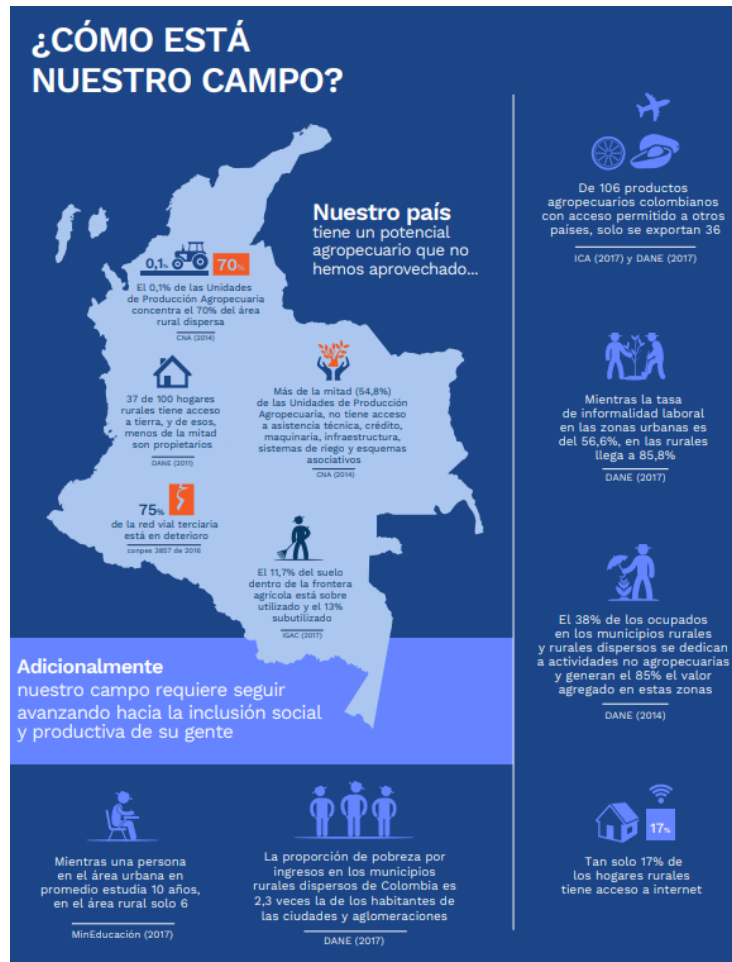 ¿CÓMO ESTÁ
NUESTRO CAMPO?
Nuestro país
tiene un potencial
agropecuario que no
hemos aprovechado...
0,1%
70%
El 0,1% de las Unidades
de Producción Agropecuaria
concentra el 70% del área
rural dispersa
CNA (2014)
37 de 100 hogares
rurales tiene acceso
a tierra, y de esos,
menos de la mitad
son propietarios
DANE (2011)
Más de la mitad (54,8%)
de las Unidades de Producción
Agropecuaria, no tiene acceso
a asistencia técnica, crédito,
maquinaria, infraestructura,
sistemas de riego y esquemas
asociativos
CNA (2014)
75%
de la red vial terciaria
está en deterioro
conpes 3857 de 2016
El 11,7% del suelo
dentro de la frontera
agrícola está sobre
utilizado y el 13%
subutilizado
IGAC (2017)
Adicionalmente
nuestro campo requiere seguir
avanzando hacia la inclusión social
y productiva de su gente
Mientras una persona
en el área urbana en
promedio estudia 10 años,
en el área rural solo 6
MinEducación (2017)
La proporción de pobreza por
ingresos en los municipios
rurales dispersos de Colombia es
2,3 veces la de los habitantes de
las ciudades y aglomeraciones
DANE (2017)
De 106 productos
agropecuarios colombianos
con acceso permitido a otros
países, solo se exportan 36
ICA (2017) y DANE (2017)
Mientras la tasa
de informalidad laboral
en las zonas urbanas es
del 56,6%, en las rurales
llega a 85,8%
DANE (2017)
El 38% de los ocupados
en los municipios rurales
y rurales dispersos se dedican
a actividades no agropecuarias
y generan el 85% el valor
agregado en estas zonas
DANE (2014)
17%
Tan solo 17% de
los hogares rurales
tiene acceso a internet